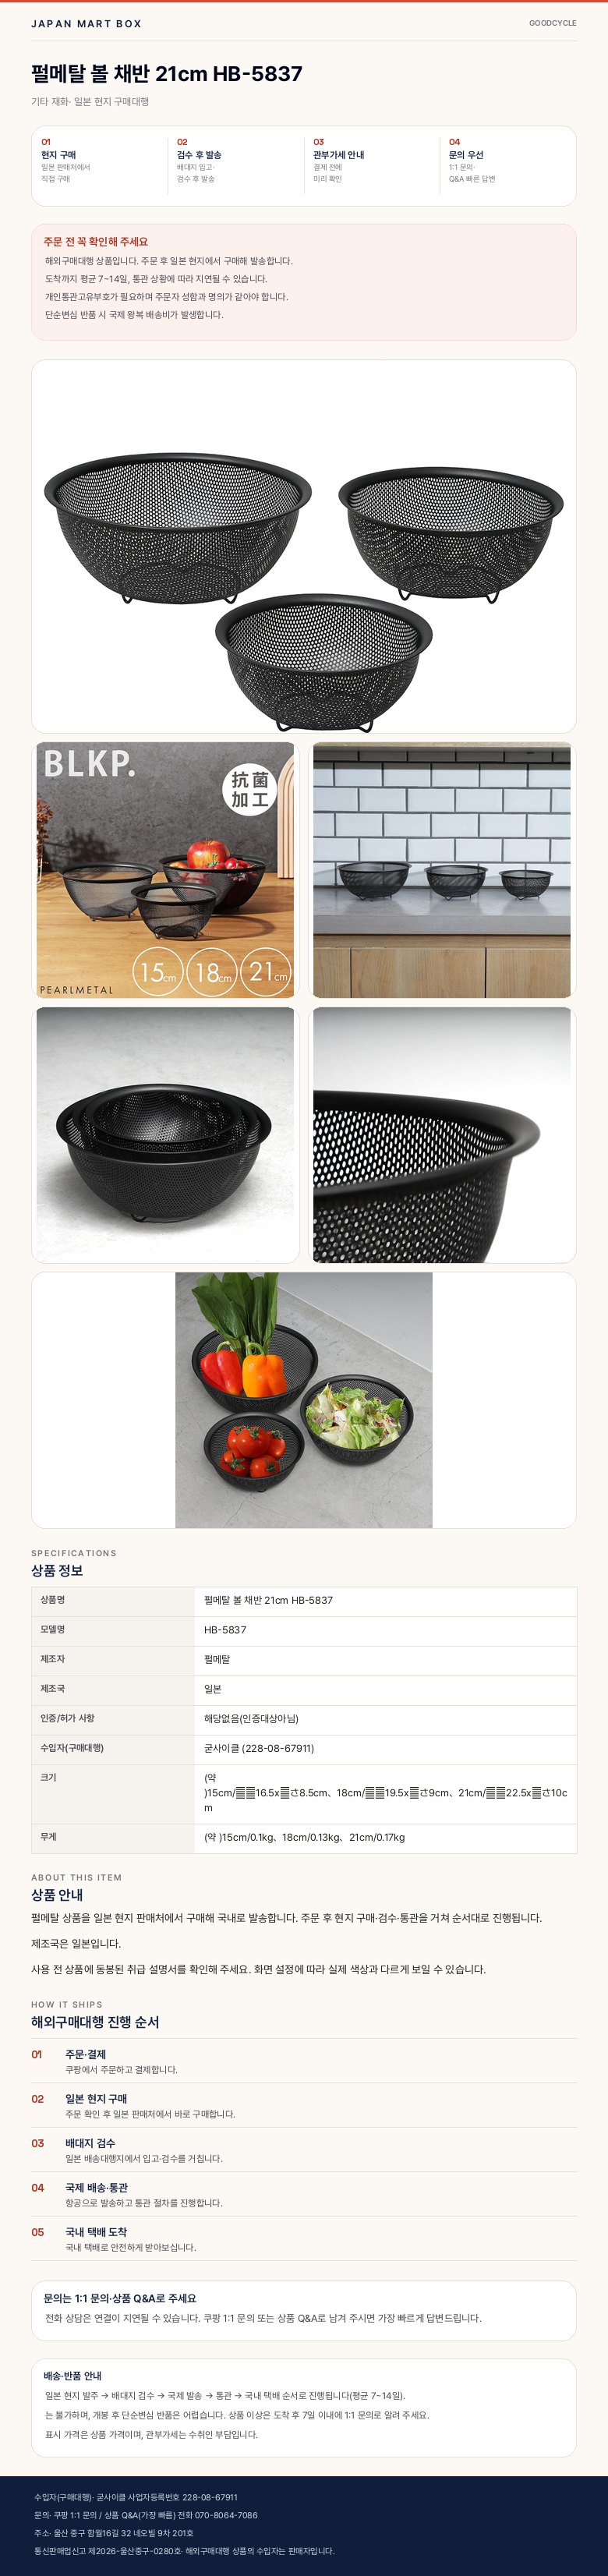 JAPAN MART BOX
GOODCYCLE
펄메탈 볼 채반 21cm HB-5837
기타 재화· 일본 현지 구매대행
01
현지 구매
일본 판매처에서
직접 구매
02
검수 후 발송
배대지 입고·
검수 후 발송
03
관부가세 안내
결제 전에
미리 확인
04
문의 우선
1:1 문의·
Q&A 빠른 답변
주문 전 꼭 확인해 주세요
해외구매대행 상품입니다. 주문 후 일본 현지에서 구매해 발송합니다.
도착까지 평균 7~14일, 통관 상황에 따라 지연될 수 있습니다.
개인통관고유부호가 필요하며 주문자 성함과 명의가 같아야 합니다.
단순변심 반품 시 국제 왕복 배송비가 발생합니다.
BLKP.
抗菌
加工
15cm
18cm
21cm
PEARLMETAL
SPECIFICATIONS
상품 정보
상품명
펄메탈 볼 채반 21cm HB-5837
모델명
HB-5837
제조자
펄메탈
제조국
일본
인증/허가 사항
해당없음(인증대상아님)
수입자(구매대행)
굳사이클 (228-08-67911)
크기
(약
)15cm/䷀䷀16.5x䷀さ8.5cm、18cm/䷀䷀19.5x䷀さ9cm、21cm/䷀䷀22.5x䷀さ10c
m
무게
(약 )15cm/0.1kg、18cm/0.13kg、21cm/0.17kg
ABOUT THIS ITEM
상품 안내
펄메탈 상품을 일본 현지 판매처에서 구매해 국내로 발송합니다. 주문 후 현지 구매·검수·통관을 거쳐 순서대로 진행됩니다.
제조국은 일본입니다.
사용 전 상품에 동봉된 취급 설명서를 확인해 주세요. 화면 설정에 따라 실제 색상과 다르게 보일 수 있습니다.
HOW IT SHIPS
해외구매대행 진행 순서
01
주문·결제
쿠팡에서 주문하고 결제합니다.
02
일본 현지 구매
주문 확인 후 일본 판매처에서 바로 구매합니다.
03
배대지 검수
일본 배송대행지에서 입고·검수를 거칩니다.
04
국제 배송·통관
항공으로 발송하고 통관 절차를 진행합니다.
05
국내 택배 도착
국내 택배로 안전하게 받아보십니다.
문의는 1:1 문의·상품 Q&A로 주세요
전화 상담은 연결이 지연될 수 있습니다. 쿠팡 1:1 문의 또는 상품 Q&A로 남겨 주시면 가장 빠르게 답변드립니다.
배송·반품 안내
일본 현지 발주 → 배대지 검수 → 국제 발송 → 통관 → 국내 택배 순서로 진행됩니다(평균 7~14일).
는 불가하며, 개봉 후 단순변심 반품은 어렵습니다. 상품 이상은 도착 후 7일 이내에 1:1 문의로 알려 주세요.
표시 가격은 상품 가격이며, 관부가세는 수취인 부담입니다.
수입자(구매대행)· 굳사이클 사업자등록번호 228-08-67911
문의· 쿠팡 1:1 문의 / 상품 Q&A(가장 빠름) 전화 070-8064-7086
주소· 울산 중구 함월16길 32 네오빌 9차 201호
통신판매업신고 제2026-울산중구-0280호· 해외구매대행 상품의 수입자는 판매자입니다.